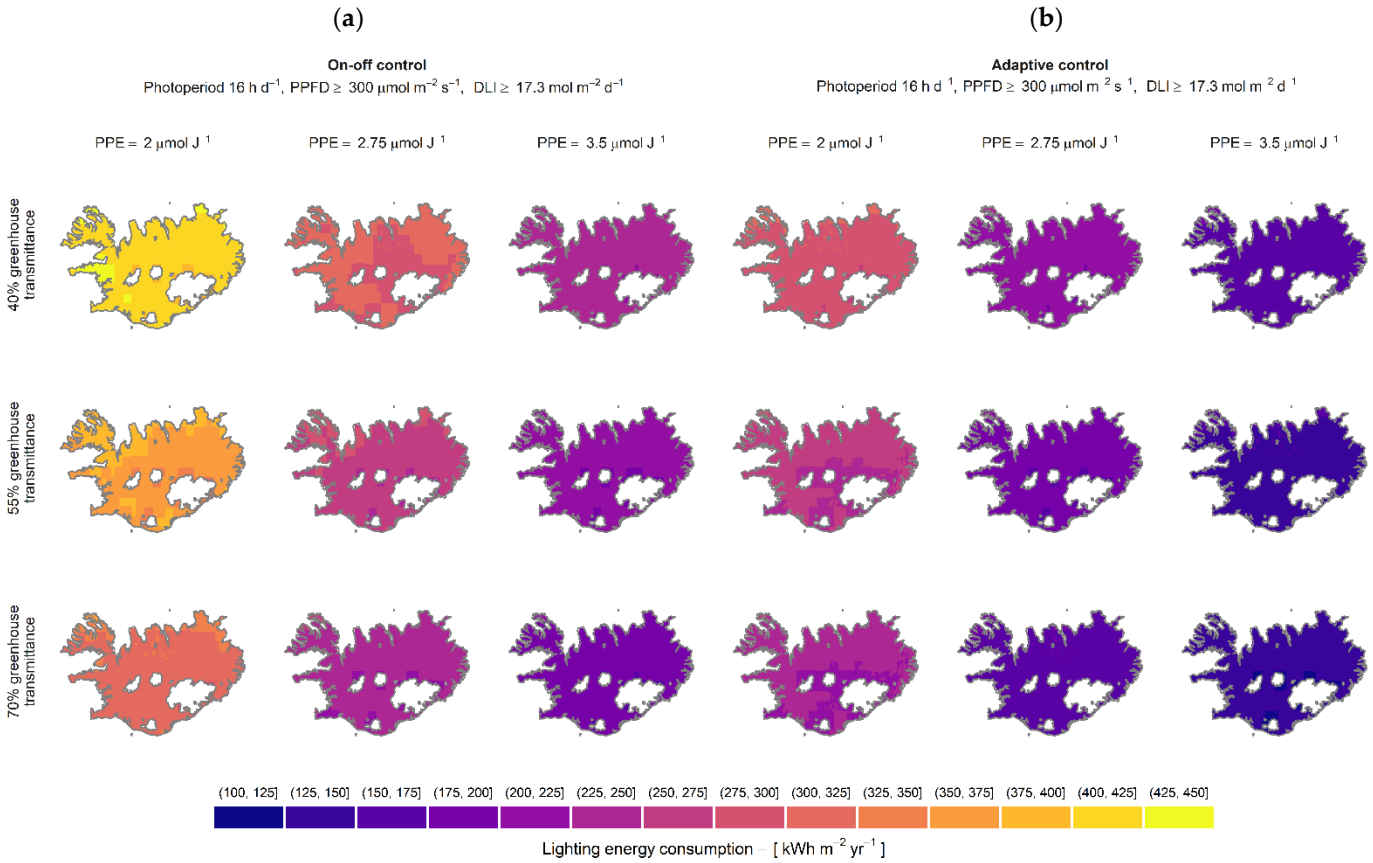 (a)
(b)
On-off control
Photoperiod 16 h d⁻¹, PPFD ≥ 300 μmol m⁻² s⁻¹, DLI ≥ 17.3 mol m⁻² d⁻¹
Adaptive control
Photoperiod 16 h d¹, PPFD ≥ 300 μmol m² s¹, DLI ≥ 17.3 mol m² d¹
PPE = 2 μmol J⁻¹
PPE = 2.75 μmol J⁻¹
PPE = 3.5 μmol J⁻¹
PPE = 2 μmol J⁻¹
PPE = 2.75 μmol J⁻¹
PPE = 3.5 μmol J⁻¹
40% greenhouse
transmittance
55% greenhouse
transmittance
70% greenhouse
transmittance
(100, 125] (125, 150] (150, 175] (175, 200] (200, 225] (225, 250] (250, 275] (275, 300] (300, 325] (325, 350] (350, 375] (375, 400] (400, 425] (425, 450]
Lighting energy consumption – [ kWh m⁻² yr⁻¹ ]